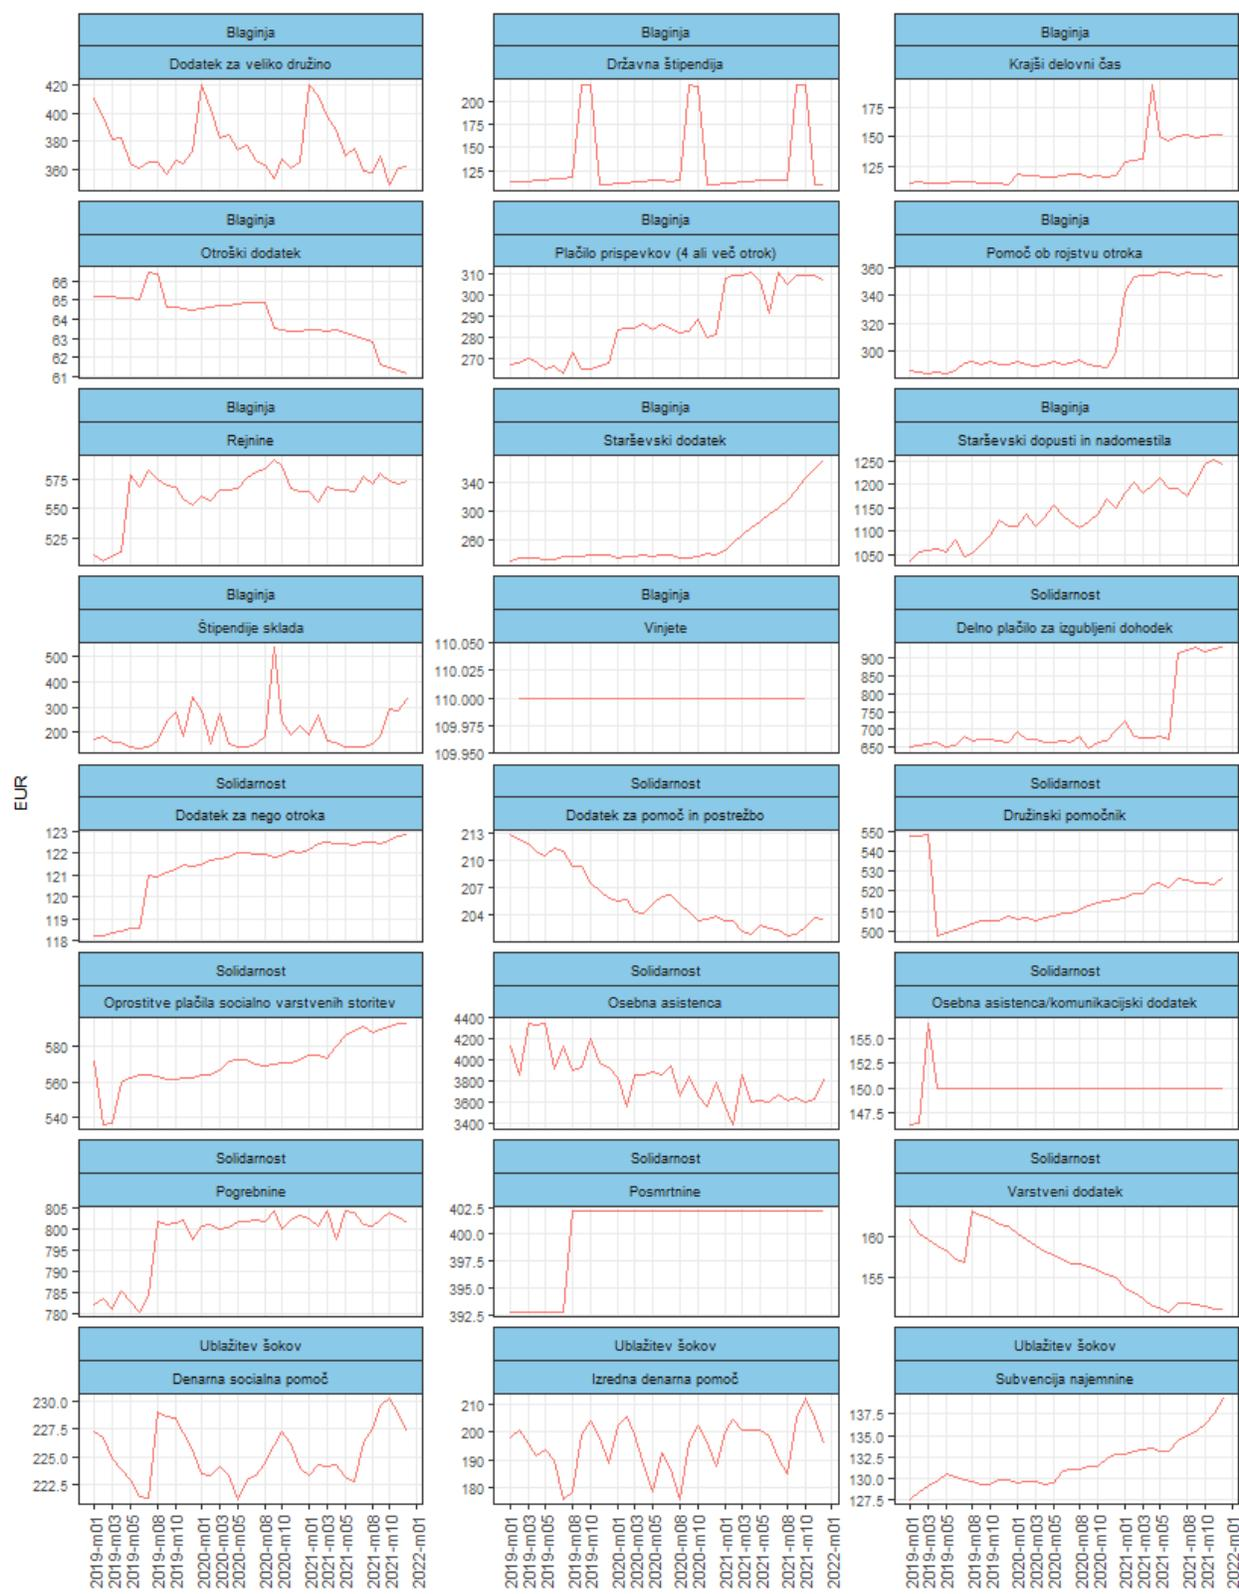 EUR
Blaginja
Dodatek za veliko družino
420
400
380
360
Blaginja
Državna štipendija
200
175
150
125
Blaginja
Krajši delovni čas
175
150
125
Blaginja
Otroški dodatek
66
65
64
63
62
61
Blaginja
Plačilo prispevkov (4 ali več otrok)
310
300
290
280
270
Blaginja
Pomoč ob rojstvu otroka
360
340
320
300
Blaginja
Rejnine
575
550
525
Blaginja
Starševski dodatek
340
300
260
Blaginja
Starševski dopusti in nadomestila
1250
1200
1150
1100
1050
Blaginja
Štipendije sklada
500
400
300
200
Blaginja
Vinjete
110.050
110.025
110.000
109.975
109.950
Solidarnost
Delno plačilo za izgubljeni dohodek
900
850
800
750
700
650
Solidarnost
Dodatek za nego otroka
123
122
121
120
119
118
Solidarnost
Dodatek za pomoč in postrežbo
213
210
207
204
Solidarnost
Družinski pomočnik
550
540
530
520
510
500
Solidarnost
Oprostitve plačila socialno varstvenih storitev
580
560
540
Solidarnost
Osebna asistenca
4400
4200
4000
3800
3600
3400
Solidarnost
Osebna asistenca/komunikacijski dodatek
155.0
152.5
150.0
147.5
Solidarnost
Pogrebnine
805
800
795
790
785
780
Solidarnost
Posmrtnine
402.5
400.0
397.5
395.0
392.5
Solidarnost
Varstveni dodatek
160
155
Ublažitev šokov
Denarna socialna pomoč
230.0
227.5
225.0
222.5
Ublažitev šokov
Izredna denarna pomoč
210
200
190
180
Ublažitev šokov
Subvencija najemnine
137.5
135.0
132.5
130.0
127.5
2019-m01
2019-m03
2019-m05
2019-m08
2019-m10
2020-m01
2020-m03
2020-m05
2020-m08
2020-m10
2021-m01
2021-m03
2021-m05
2021-m08
2021-m10
2022-m01
2019-m01
2019-m03
2019-m05
2019-m08
2019-m10
2020-m01
2020-m03
2020-m05
2020-m08
2020-m10
2021-m01
2021-m03
2021-m05
2021-m08
2021-m10
2022-m01
2019-m01
2019-m03
2019-m05
2019-m08
2019-m10
2020-m01
2020-m03
2020-m05
2020-m08
2020-m10
2021-m01
2021-m03
2021-m05
2021-m08
2021-m10
2022-m01